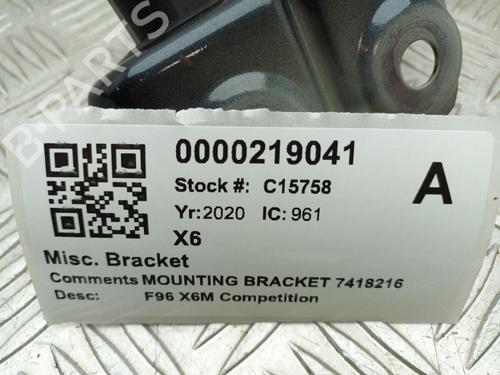 B-PARTS
0000219041
A
Stock #: C15758
Yr: 2020 IC: 961
X6
Misc. Bracket
Comments MOUNTING BRACKET 7418216
Desc: F96 X6M Competition